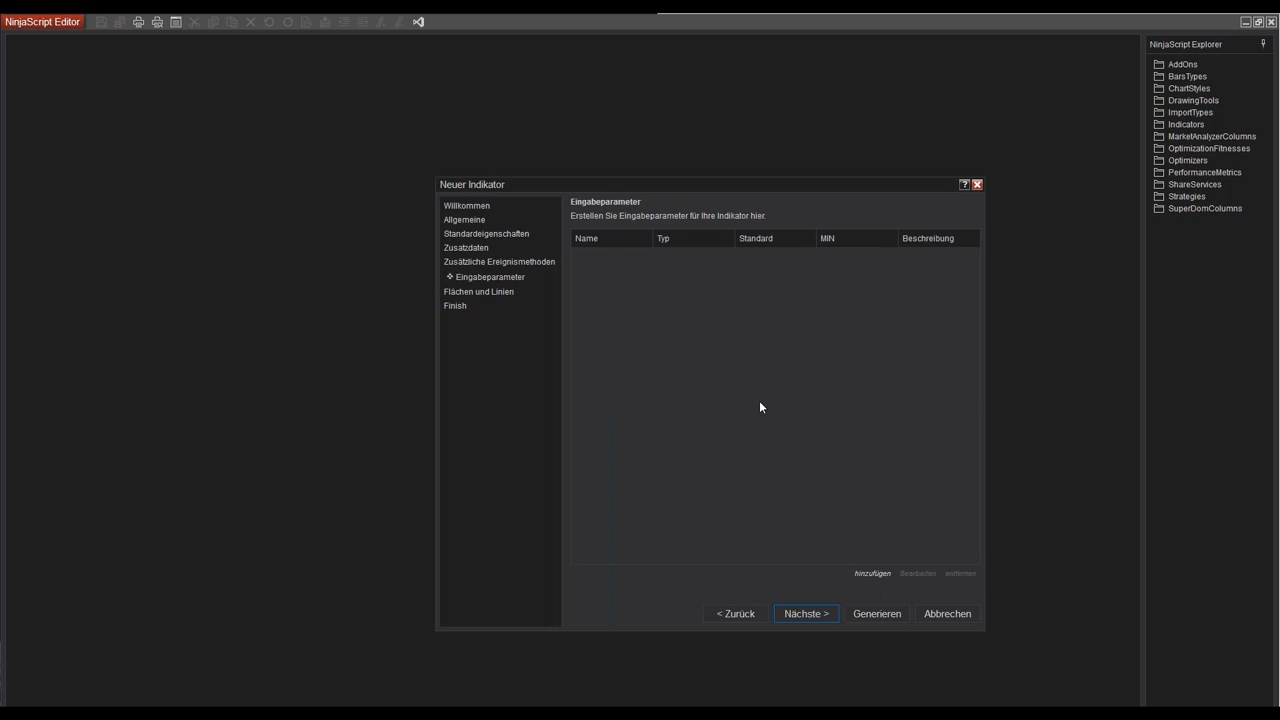 NinjaScript Editor
NinjaScript Explorer
AddOns
BarsTypes
ChartStyles
DrawingTools
ImportTypes
Indicators
MarketAnalyzerColumns
OptimizationFitnesses
Optimizers
PerformanceMetrics
ShareServices
Strategies
SuperDomColumns
Neuer Indikator
?
Willkommen
Allgemeine
Standardeigenschaften
Zusatzdaten
Zusätzliche Ereignismethoden
Eingabeparameter
Flächen und Linien
Finish
Eingabeparameter
Erstellen Sie Eingabeparameter für Ihre Indikator hier.
Name Typ Standard MIN Beschreibung
hinzufügen Bearbeiten entfernen
< Zurück Nächste > Generieren Abbrechen